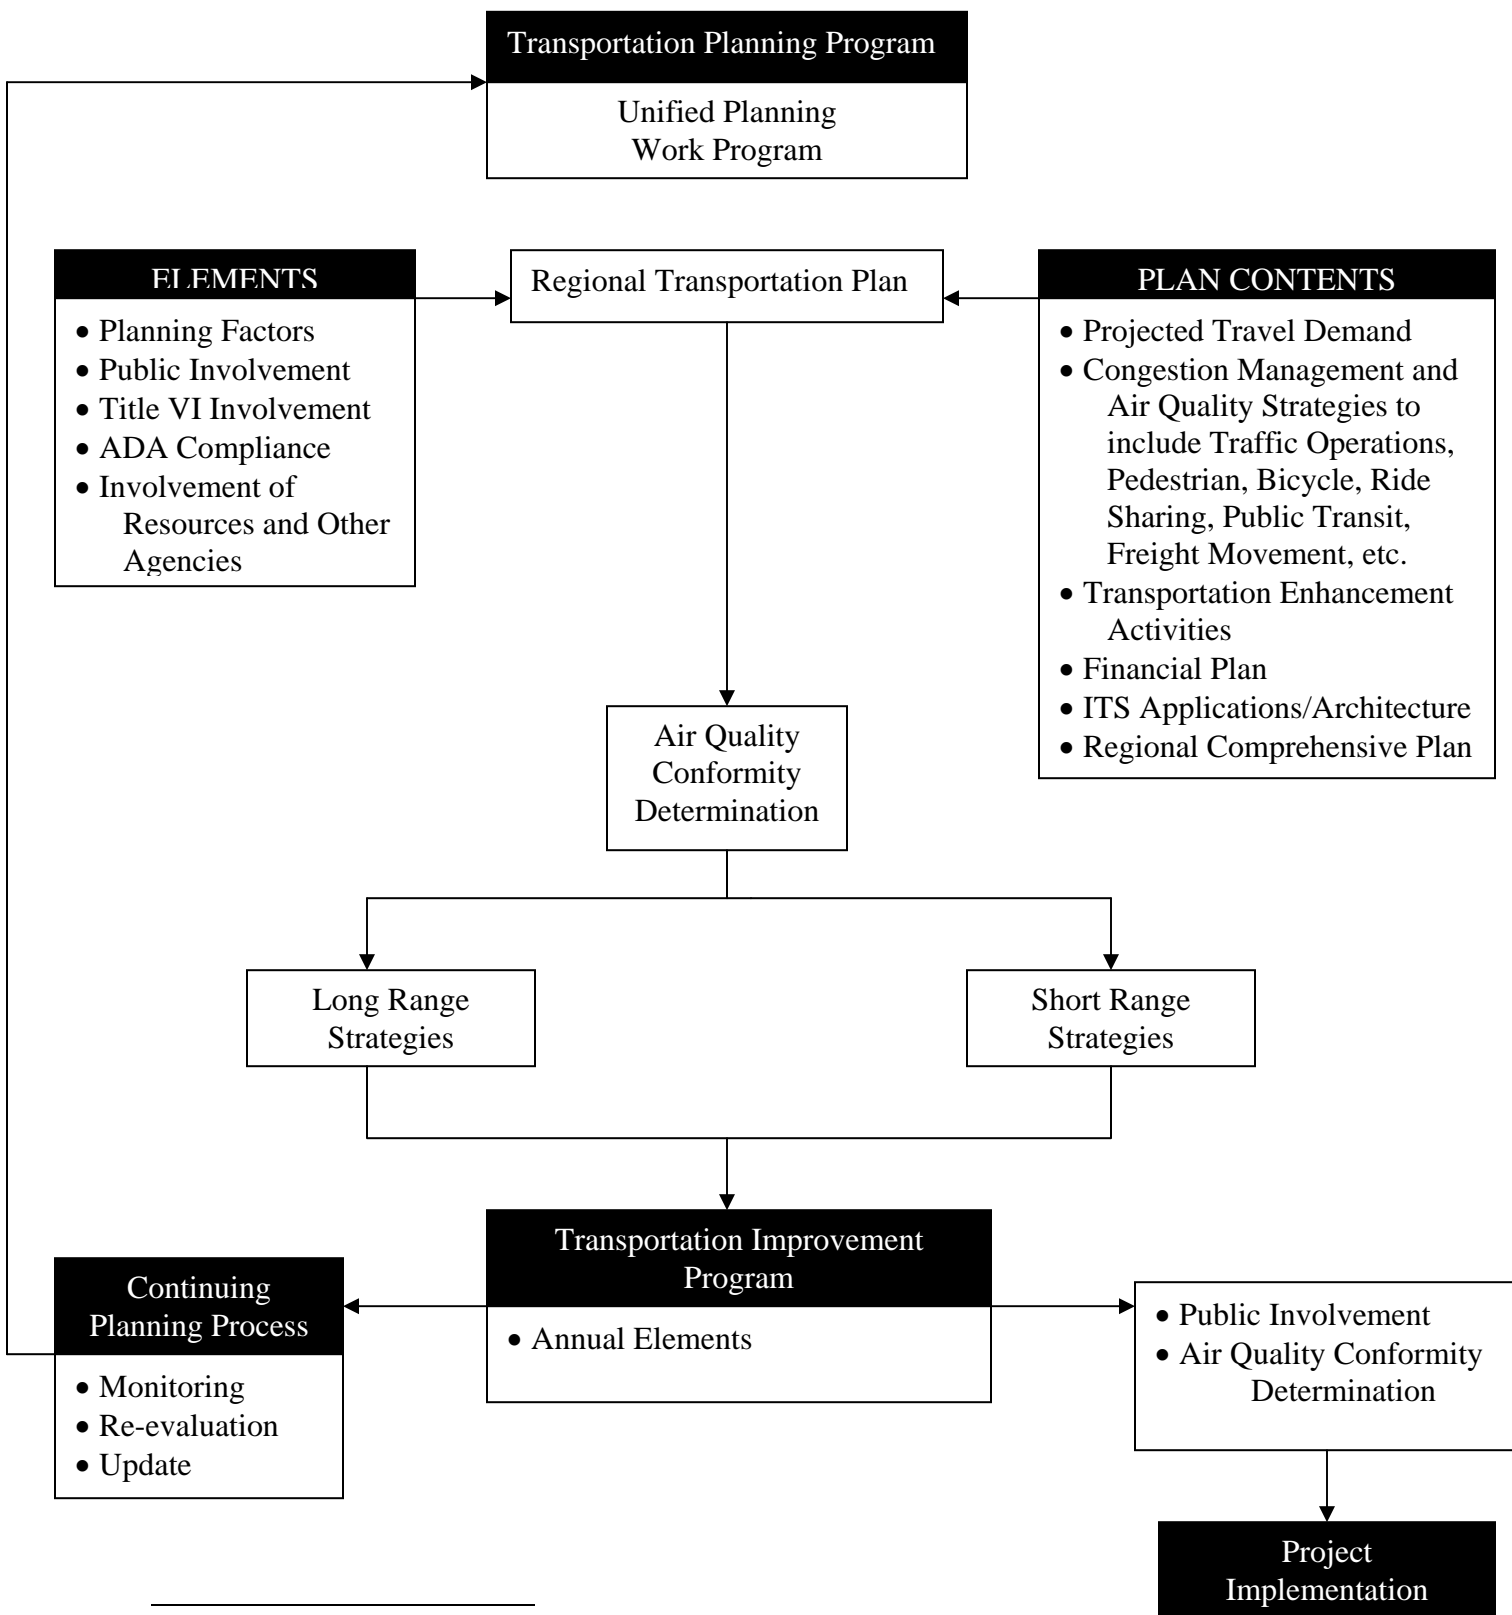 Transportation Planning Program
Unified Planning
Work Program
ELEMENTS
• Planning Factors
• Public Involvement
• Title VI Involvement
• ADA Compliance
• Involvement of
Resources and Other
Agencies
Regional Transportation Plan
PLAN CONTENTS
• Projected Travel Demand
• Congestion Management and
Air Quality Strategies to
include Traffic Operations,
Pedestrian, Bicycle, Ride
Sharing, Public Transit,
Freight Movement, etc.
• Transportation Enhancement
Activities
• Financial Plan
• ITS Applications/Architecture
• Regional Comprehensive Plan
Air Quality
Conformity
Determination
Long Range
Strategies
Short Range
Strategies
Transportation Improvement
Program
• Annual Elements
Continuing
Planning Process
• Monitoring
• Re-evaluation
• Update
• Public Involvement
• Air Quality Conformity
Determination
Project
Implementation